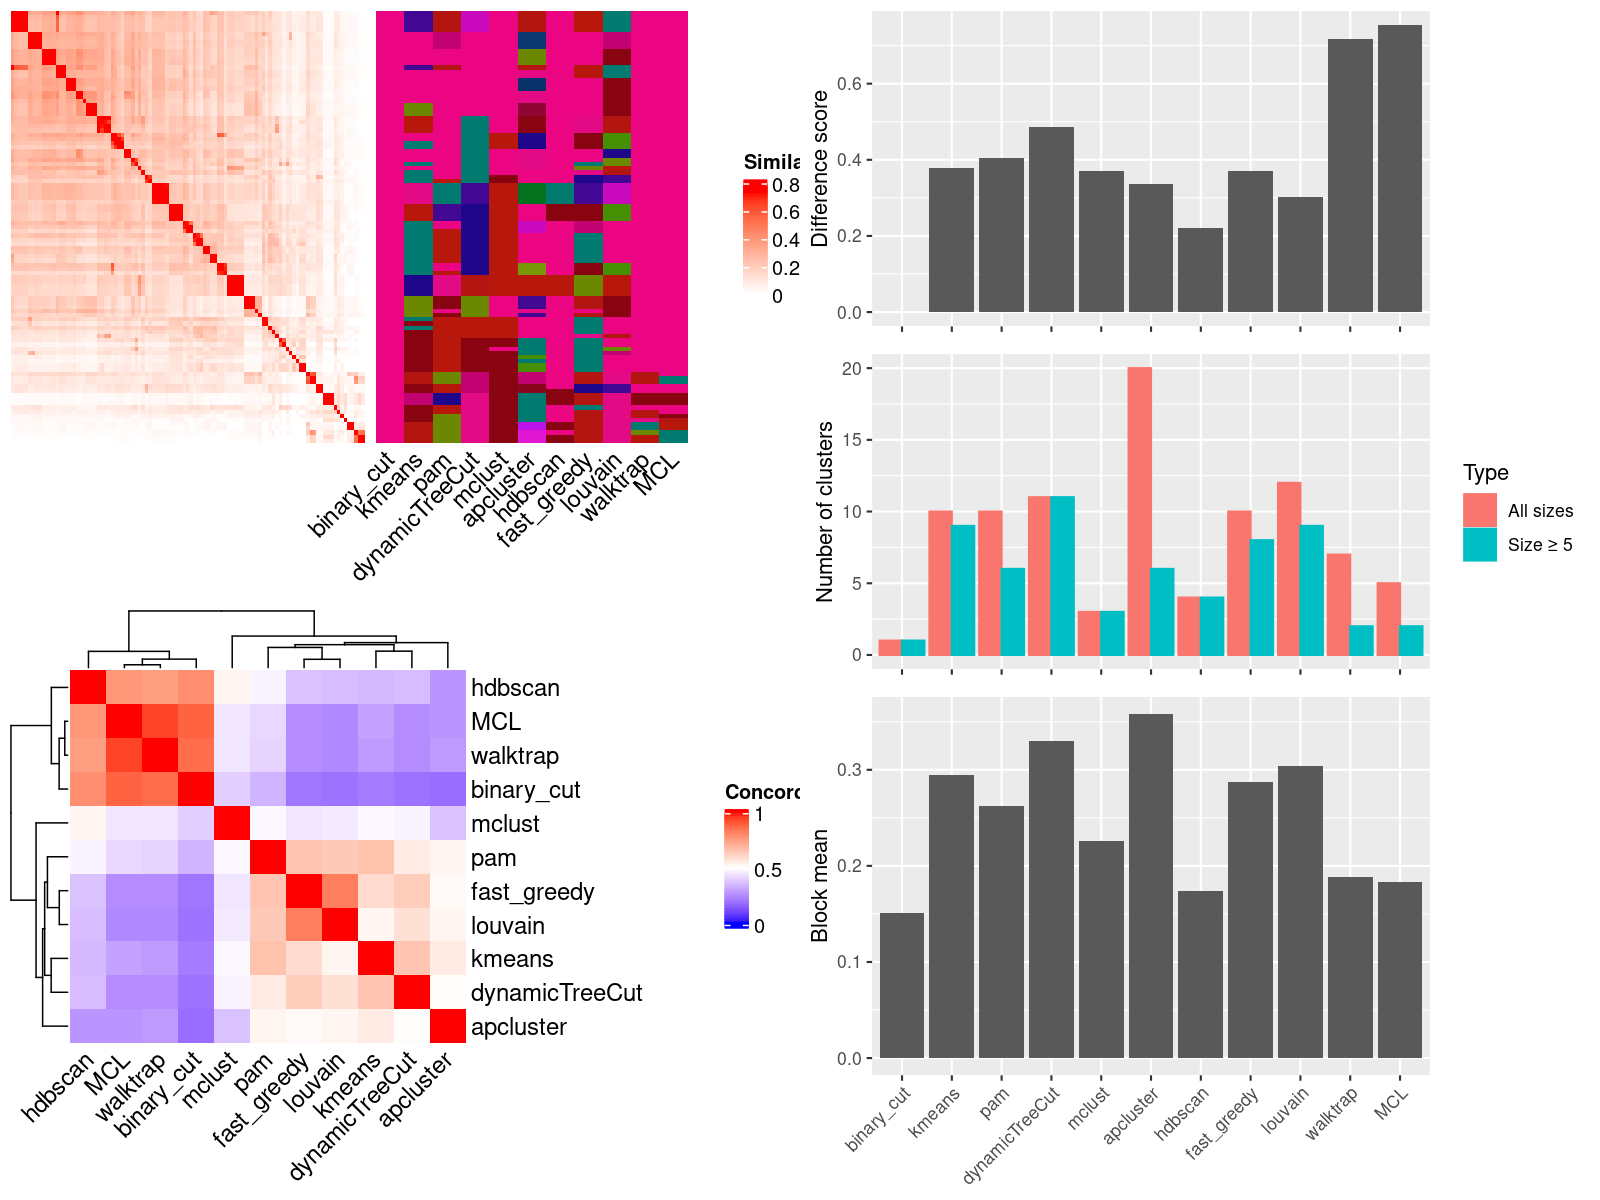 Simila
0.8
0.6
0.4
0.2
0
binary_cut
kmeans
pam
dynamicTreeCut
mclust
apcluster
hdbscan
fast_greedy
louvain
walktrap
MCL
hdbscan
MCL
walktrap
binary_cut
mclust
pam
fast_greedy
louvain
kmeans
dynamicTreeCut
apcluster
hdbscan
MCL
walktrap
binary_cut
mclust
pam
fast_greedy
louvain
kmeans
dynamicTreeCut
apcluster
Concord
1
0.5
0
Difference score
0.6
0.4
0.2
0.0
Number of clusters
20
15
10
5
0
Type
All sizes
Size ≥ 5
Block mean
0.3
0.2
0.1
0.0
binary_cut
kmeans
pam
dynamicTreeCut
mclust
apcluster
hdbscan
fast_greedy
louvain
walktrap
MCL